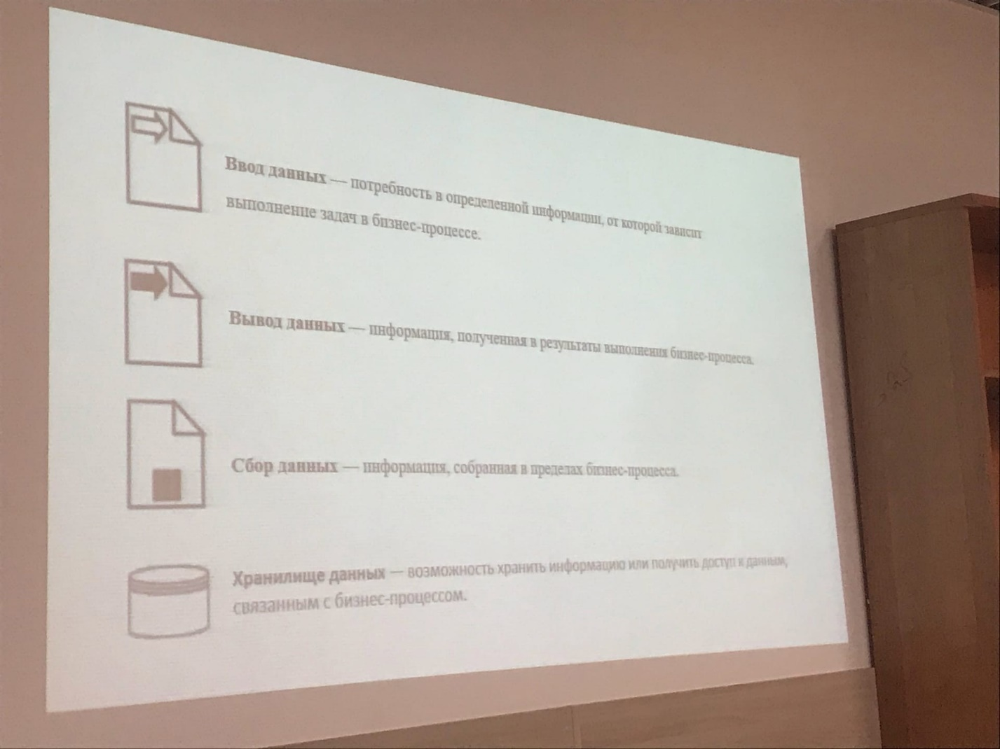 Ввод данных — потребность в определенной информации, от которой зависит
выполнение задач в бизнес-процессе.
Вывод данных — информация, полученная в результаты выполнения бизнес-процесса.
Сбор данных — информация, собранная в пределах бизнес-процесса.
Хранилище данных — возможность хранить информацию или получить доступ к данным,
связанным с бизнес-процессом.